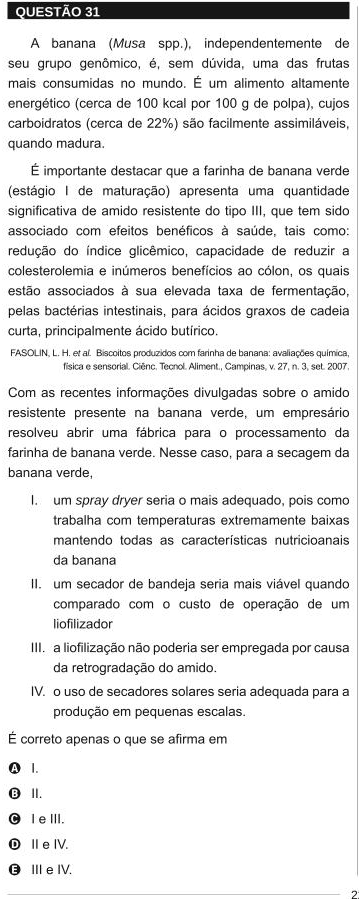 QUESTÃO 31
A banana (Musa spp.), independentemente de
seu grupo genômico, é, sem dúvida, uma das frutas
mais consumidas no mundo. É um alimento altamente
energético (cerca de 100 kcal por 100 g de polpa), cujos
carboidratos (cerca de 22%) são facilmente assimiláveis,
quando madura.
É importante destacar que a farinha de banana verde
(estágio I de maturação) apresenta uma quantidade
significativa de amido resistente do tipo III, que tem sido
associado com efeitos benéficos à saúde, tais como:
redução do índice glicêmico, capacidade de reduzir a
colesterolemia e inúmeros benefícios ao cólon, os quais
estão associados à sua elevada taxa de fermentação,
pelas bactérias intestinais, para ácidos graxos de cadeia
curta, principalmente ácido butírico.
FASOLIN, L. H. et al. Biscoitos produzidos com farinha de banana: avaliações química,
física e sensorial. Ciênc. Tecnol. Aliment., Campinas, v. 27, n. 3, set. 2007.
Com as recentes informações divulgadas sobre o amido
resistente presente na banana verde, um empresário
resolveu abrir uma fábrica para o processamento da
farinha de banana verde. Nesse caso, para a secagem da
banana verde,
I. um spray dryer seria o mais adequado, pois como
trabalha com temperaturas extremamente baixas
mantendo todas as características nutricioanais
da banana
II. um secador de bandeja seria mais viável quando
comparado com o custo de operação de um
liofilizador
III. a liofilização não poderia ser empregada por causa
da retrogradação do amido.
IV. o uso de secadores solares seria adequada para a
produção em pequenas escalas.
É correto apenas o que se afirma em
A I.
B II.
C I e III.
D II e IV.
E III e IV.